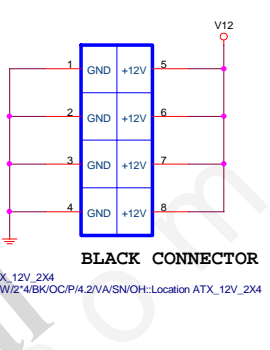 V12
1 GND +12V 5
2 GND +12V 6
3 GND +12V 7
4 GND +12V 8
BLACK CONNECTOR
X_12V_2X4
W/2*4/BK/OC/P/4.2/VA/SN/OH::Location ATX_12V_2X4